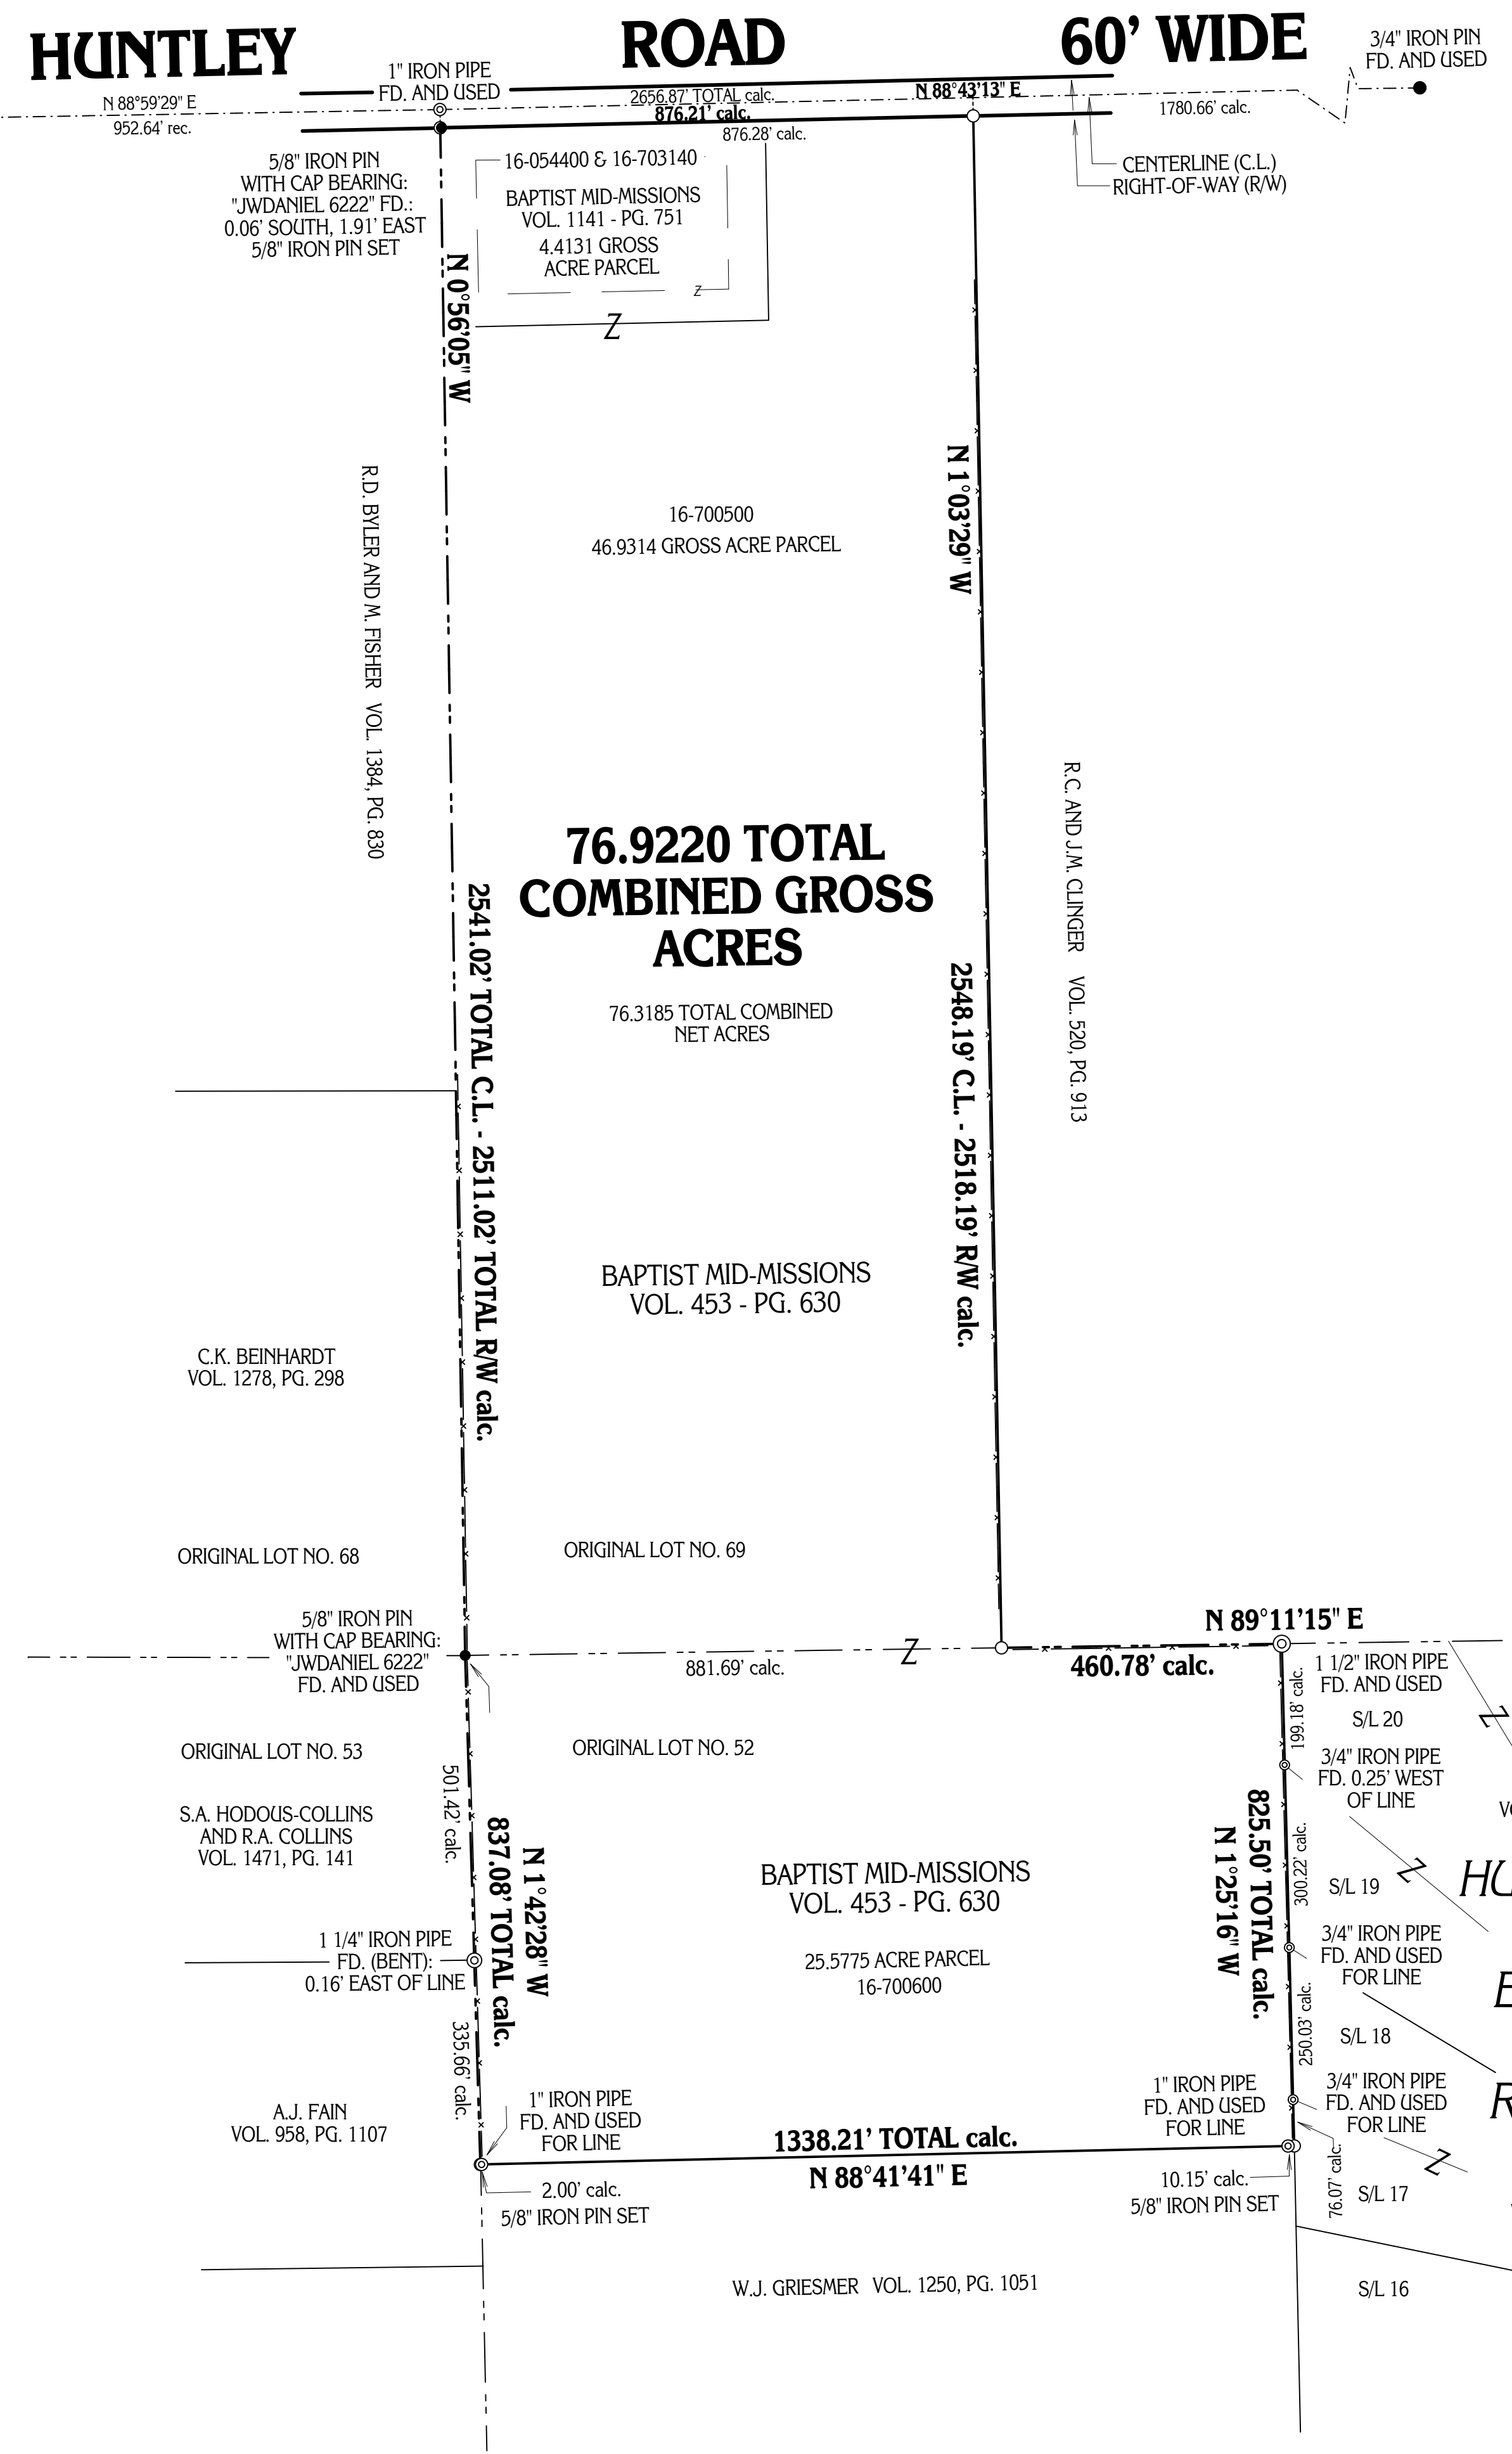 HUNTLEY ROAD 60' WIDE
3/4" IRON PIN
FD. AND USED
1" IRON PIPE
FD. AND USED
N 88°59'29" E
952.64' rec.
2656.87' TOTAL calc.
876.21' calc.
N 88°43'13" E
876.28' calc.
1780.66' calc.
CENTERLINE (C.L.)
RIGHT-OF-WAY (R/W)
5/8" IRON PIN
WITH CAP BEARING:
"JWDANIEL 6222" FD.:
0.06' SOUTH, 1.91' EAST
5/8" IRON PIN SET
16-054400 & 16-703140
BAPTIST MID-MISSIONS
VOL. 1141 - PG. 751
4.4131 GROSS
ACRE PARCEL
Z
Z
N 0°56'05" W
R.D. BYLER AND M. FISHER VOL. 1384, PG. 830
16-700500
46.9314 GROSS ACRE PARCEL
N 1°03'29" W
76.9220 TOTAL
COMBINED GROSS
ACRES
76.3185 TOTAL COMBINED
NET ACRES
R.C. AND J.M. CLINGER VOL. 520, PG. 913
2541.02' TOTAL C.L. - 2511.02' TOTAL R/W calc.
2548.19' C.L. - 2518.19' R/W calc.
BAPTIST MID-MISSIONS
VOL. 453 - PG. 630
C.K. BEINHARDT
VOL. 1278, PG. 298
ORIGINAL LOT NO. 68
ORIGINAL LOT NO. 69
5/8" IRON PIN
WITH CAP BEARING:
"JWDANIEL 6222"
FD. AND USED
881.69' calc.
Z
N 89°11'15" E
460.78' calc.
1 1/2" IRON PIPE
FD. AND USED
199.18' calc.
S/L 20
Z
ORIGINAL LOT NO. 53
ORIGINAL LOT NO. 52
3/4" IRON PIPE
FD. 0.25' WEST
OF LINE
501.42' calc.
S.A. HODOUS-COLLINS
AND R.A. COLLINS
VOL. 1471, PG. 141
837.08' TOTAL calc.
N 1°42'28" W
BAPTIST MID-MISSIONS
VOL. 453 - PG. 630
25.5775 ACRE PARCEL
16-700600
825.50' TOTAL calc.
N 1°25'16" W
300.22' calc.
S/L 19
Z
HU
1 1/4" IRON PIPE
FD. (BENT):
0.16' EAST OF LINE
3/4" IRON PIPE
FD. AND USED
FOR LINE
E
250.03' calc.
S/L 18
335.66' calc.
A.J. FAIN
VOL. 958, PG. 1107
1" IRON PIPE
FD. AND USED
FOR LINE
1" IRON PIPE
FD. AND USED
FOR LINE
3/4" IRON PIPE
FD. AND USED
FOR LINE
R
1338.21' TOTAL calc.
N 88°41'41" E
2.00' calc.
5/8" IRON PIN SET
10.15' calc.
5/8" IRON PIN SET
76.07' calc.
Z
S/L 17
W.J. GRIESMER VOL. 1250, PG. 1051
S/L 16